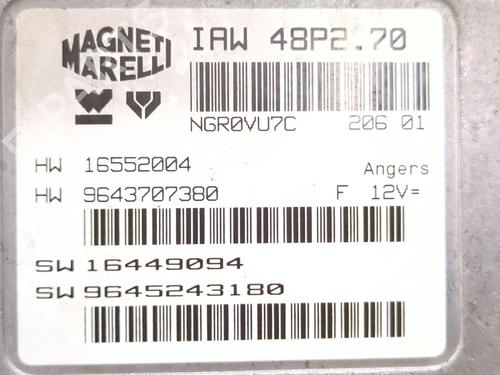 MAGNETI
MARELLI
IAW 48P2.70
NGR0VU7C 206 01
HW 16552004 Angers
HW 9643707380 F 12V=
SW 16449094
SW 9645243180